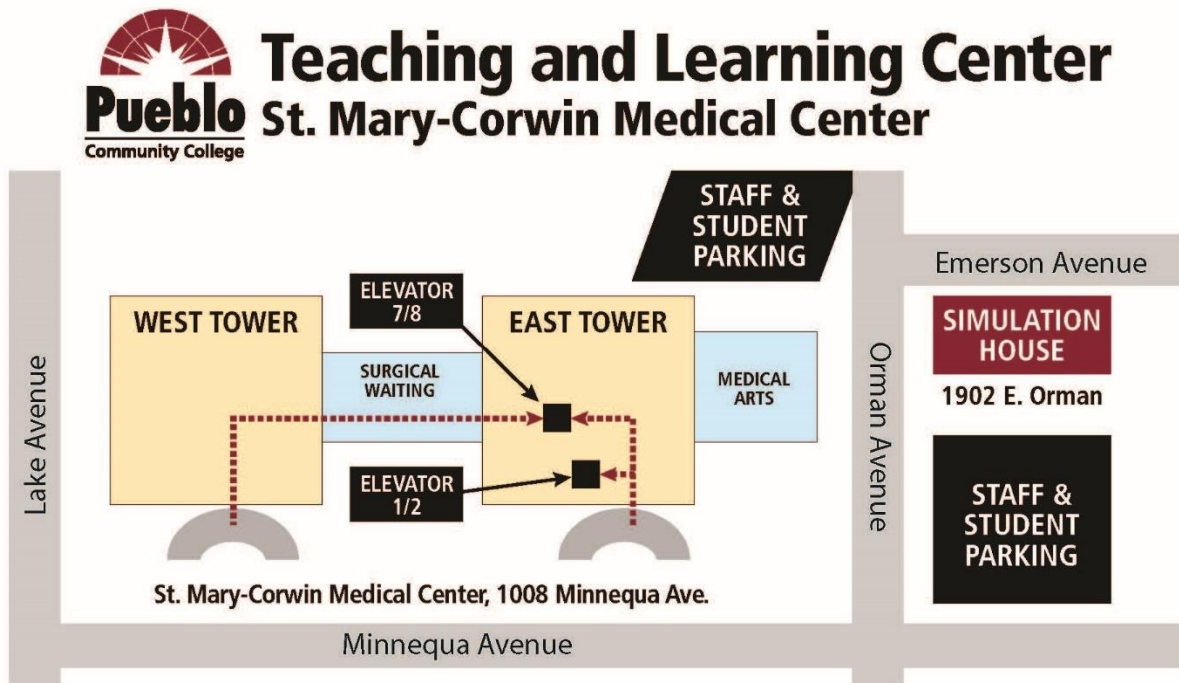 Pueblo
Community College
Teaching and Learning Center
St. Mary-Corwin Medical Center
STAFF &
STUDENT
PARKING
Emerson Avenue
ELEVATOR
7/8
WEST TOWER
EAST TOWER
SIMULATION
HOUSE
SURGICAL
WAITING
MEDICAL
ARTS
1902 E. Orman
Lake Avenue
Orman Avenue
ELEVATOR
1/2
STAFF &
STUDENT
PARKING
St. Mary-Corwin Medical Center, 1008 Minnequa Ave.
Minnequa Avenue